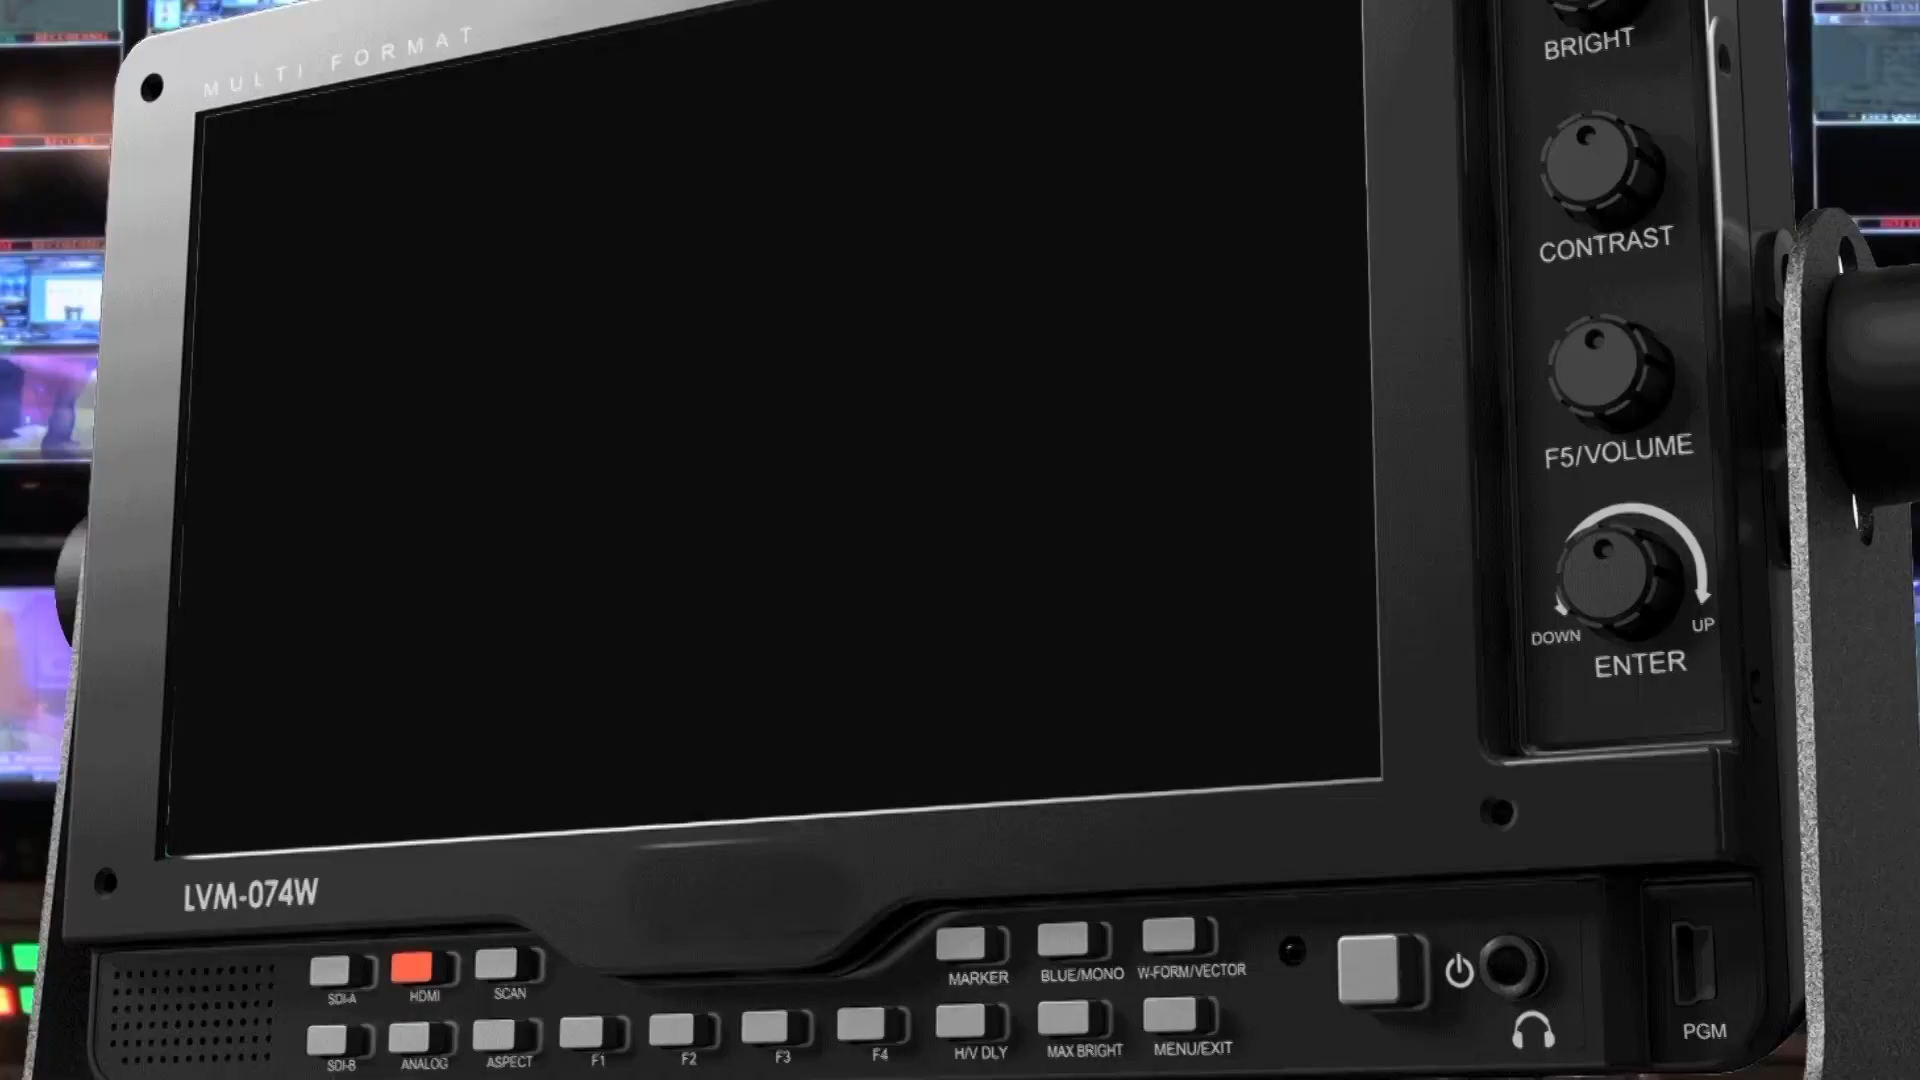 MULTI FORMAT
BRIGHT
CONTRAST
F5/VOLUME
DOWN
UP
ENTER
LVM-074W
SDI-A
HDMI
SCAN
MARKER
BLUE/MONO
W-FORM/VECTOR
SDI-B
ANALOG
ASPECT
F1
F2
F3
F4
H/V DLY
MAX BRIGHT
MENU/EXIT
PGM